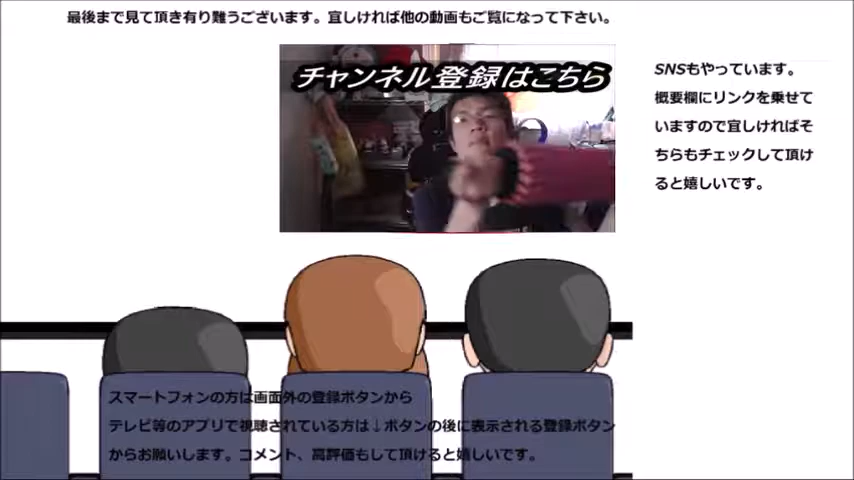 最後まで見て頂き有り難うございます。宜しければ他の動画もご覧になって下さい。
チャンネル登録はこちら
SNSもやっています。
概要欄にリンクを乗せて
いますので宜しければそ
ちらもチェックして頂け
ると嬉しいです。
スマートフォンの方は画面外の登録ボタンから
テレビ等のアプリで視聴されている方は↓ボタンの後に表示される登録ボタン
からお願いします。コメント、高評価もして頂けると嬉しいです。